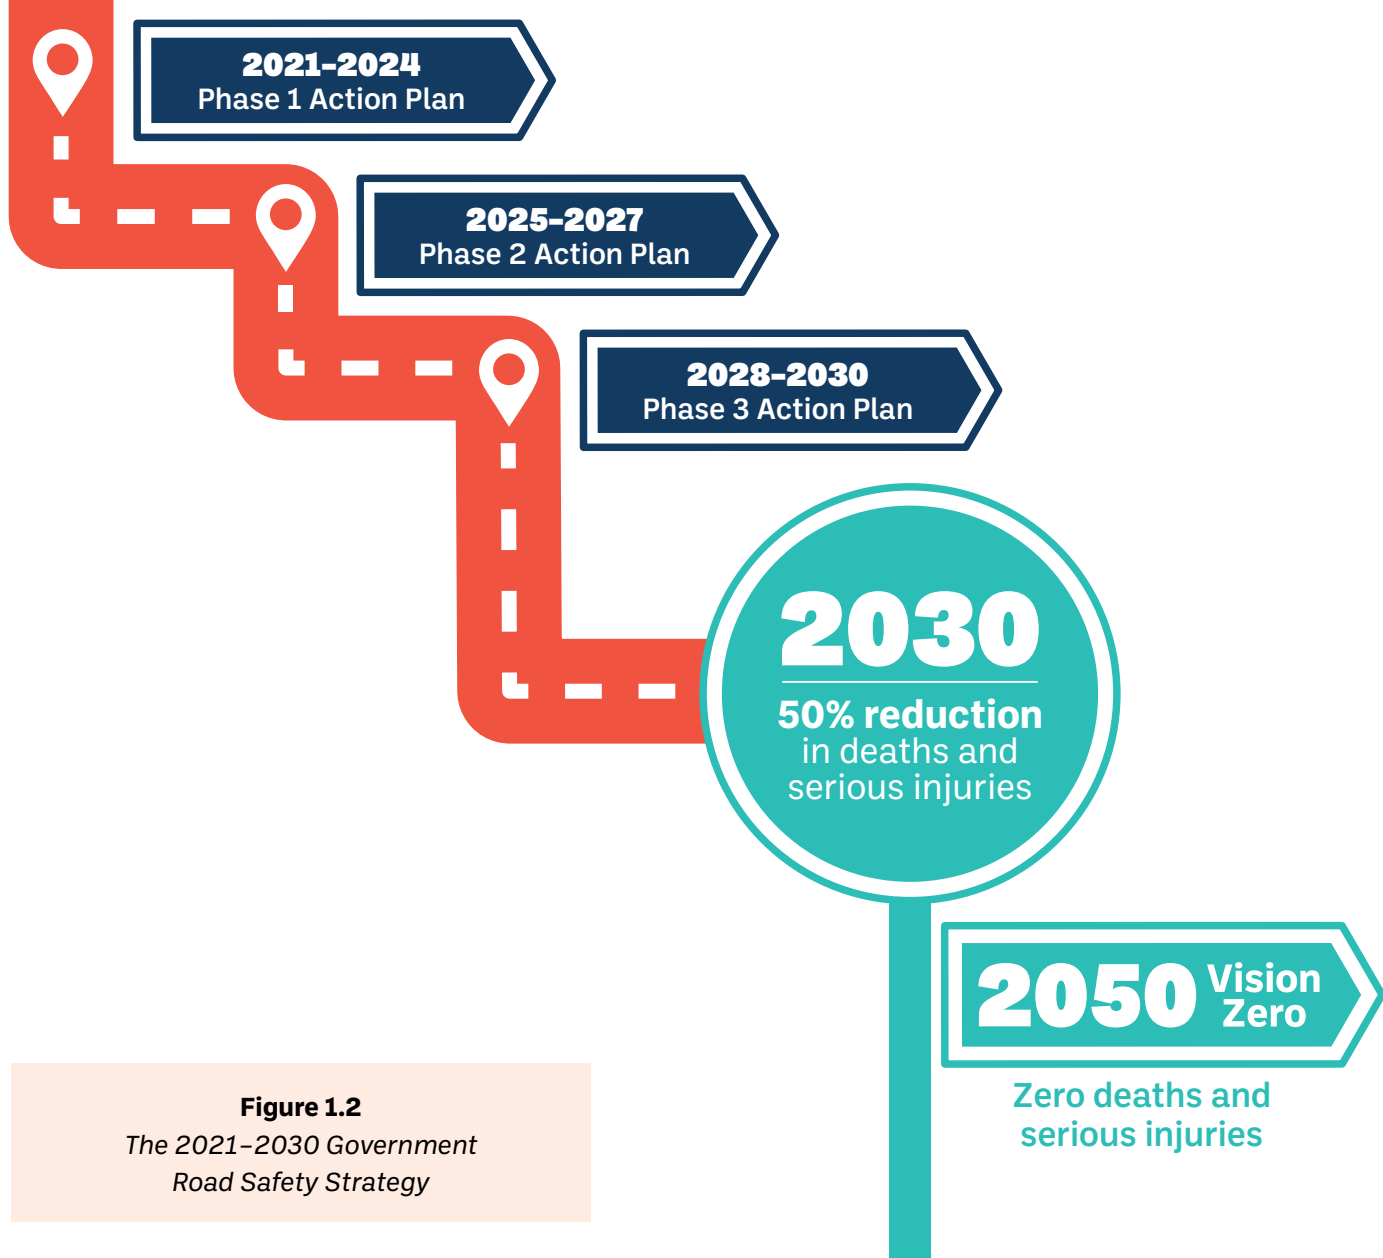 2021–2024
Phase 1 Action Plan
2025–2027
Phase 2 Action Plan
2028–2030
Phase 3 Action Plan
2030
50% reduction
in deaths and
serious injuries
2050 Vision
Zero
Zero deaths and
serious injuries
Figure 1.2
The 2021–2030 Government
Road Safety Strategy